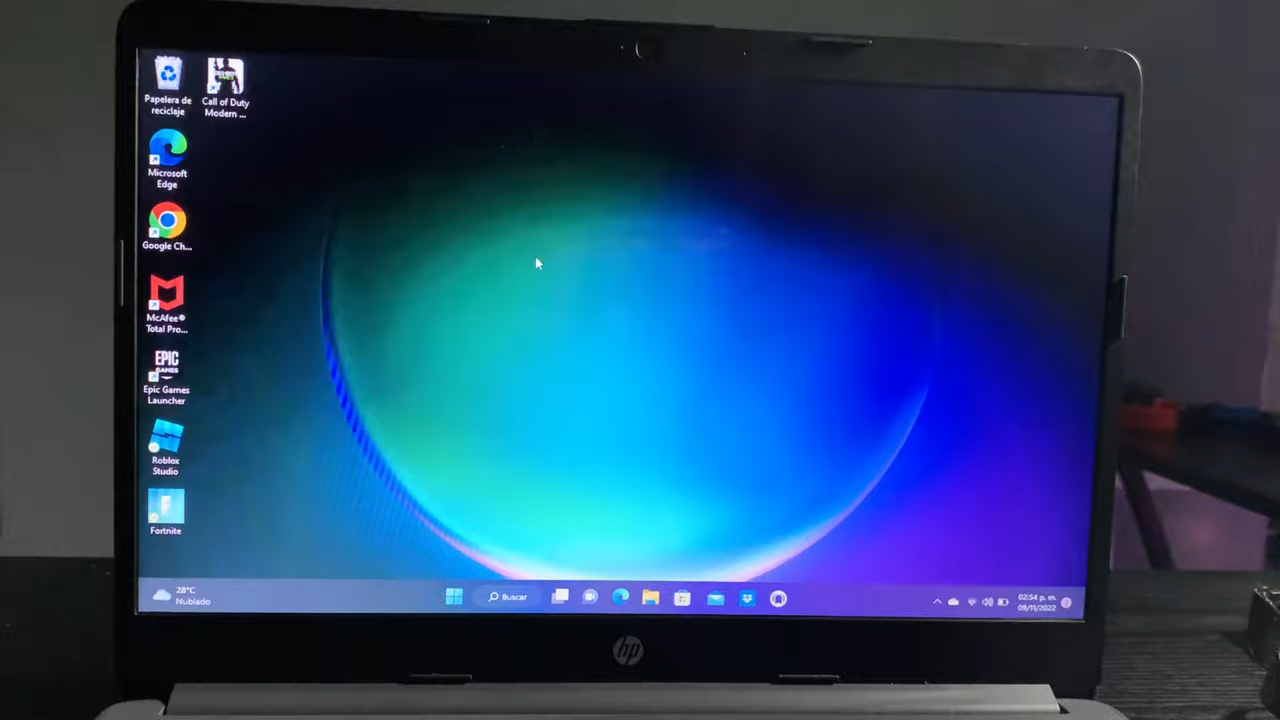 Papelera de
reciclaje
Call of Duty
Modern ...
Microsoft
Edge
Google Ch...
McAfee®
Total Pro...
EPIC
GAMES
Epic Games
Launcher
Roblox
Studio
Fortnite
28°C
Nublado
Buscar
02:54 p. m.
09/11/2022
hp